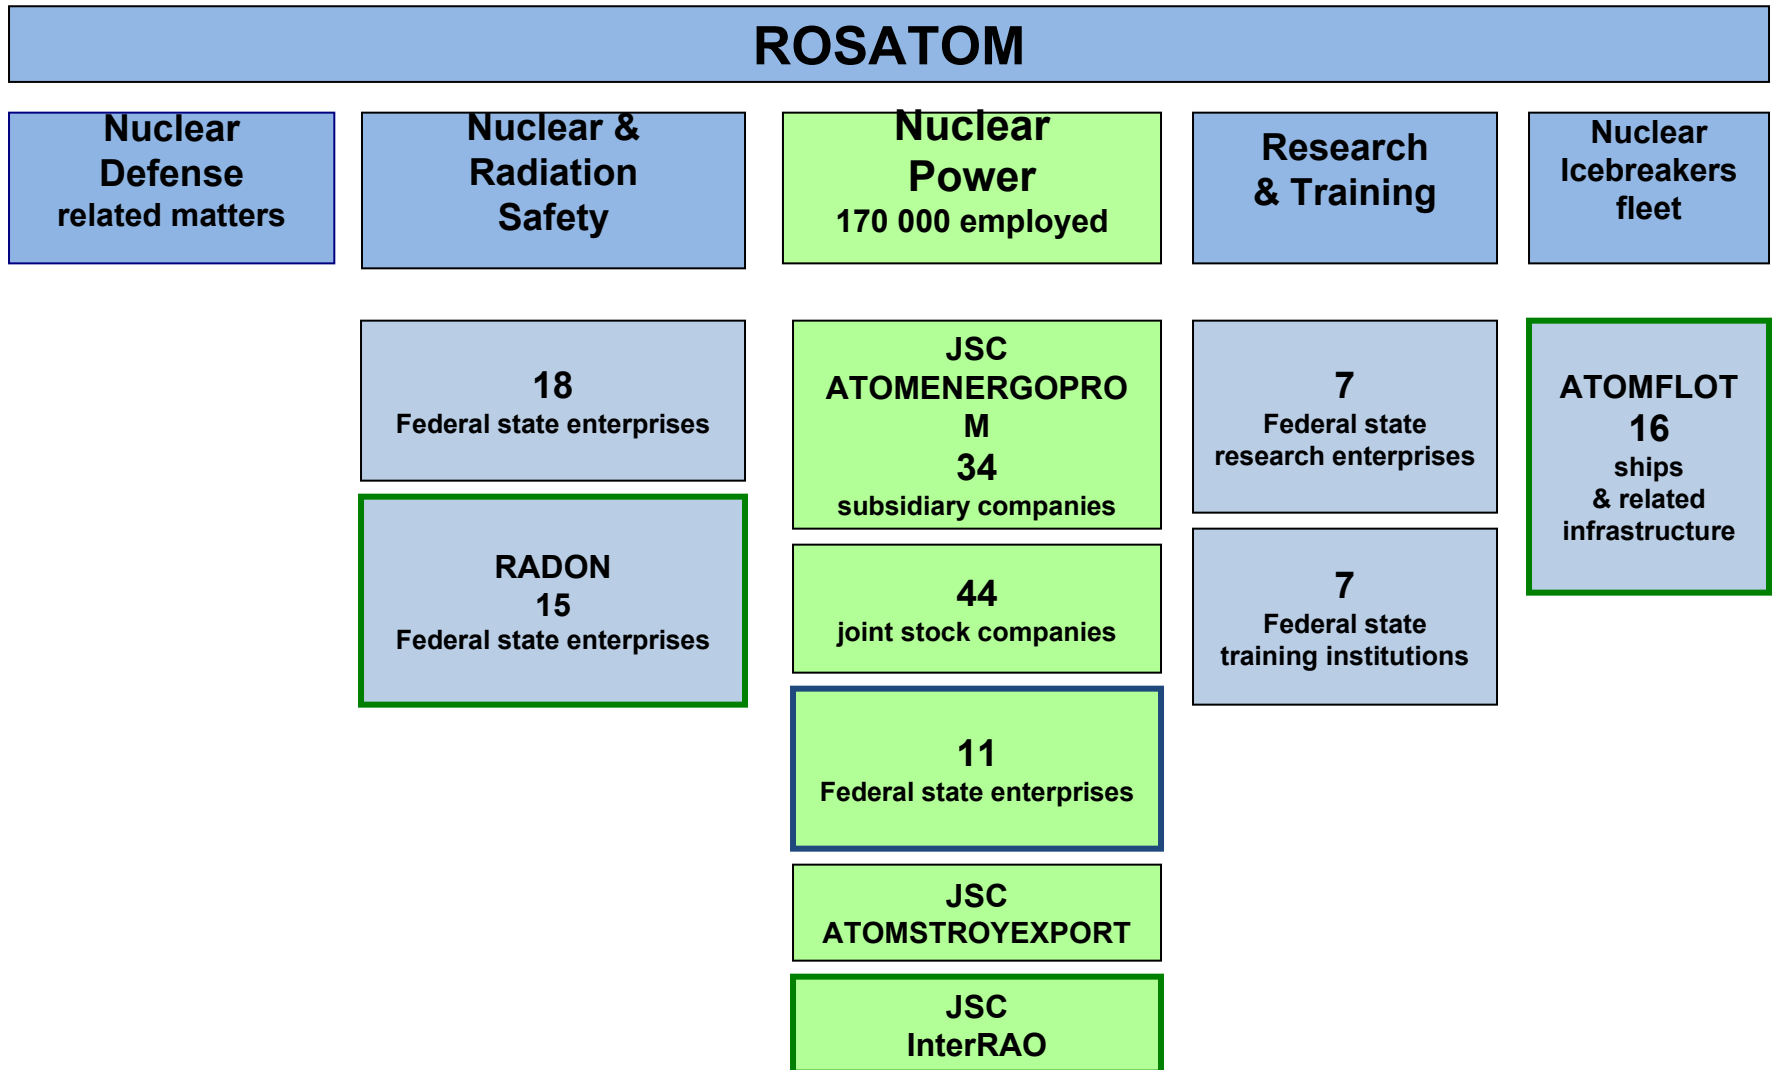 ROSATOM
Nuclear
Defense
related matters
Nuclear &
Radiation
Safety
Nuclear
Power
170 000 employed
Research
& Training
Nuclear
Icebreakers
fleet
18
Federal state enterprises
RADON
15
Federal state enterprises
JSC
ATOMENERGOPRO
M
34
subsidiary companies
44
joint stock companies
11
Federal state enterprises
JSC
ATOMSTROYEXPORT
JSC
InterRAO
7
Federal state
research enterprises
7
Federal state
training institutions
ATOMFLOT
16
ships
& related
infrastructure